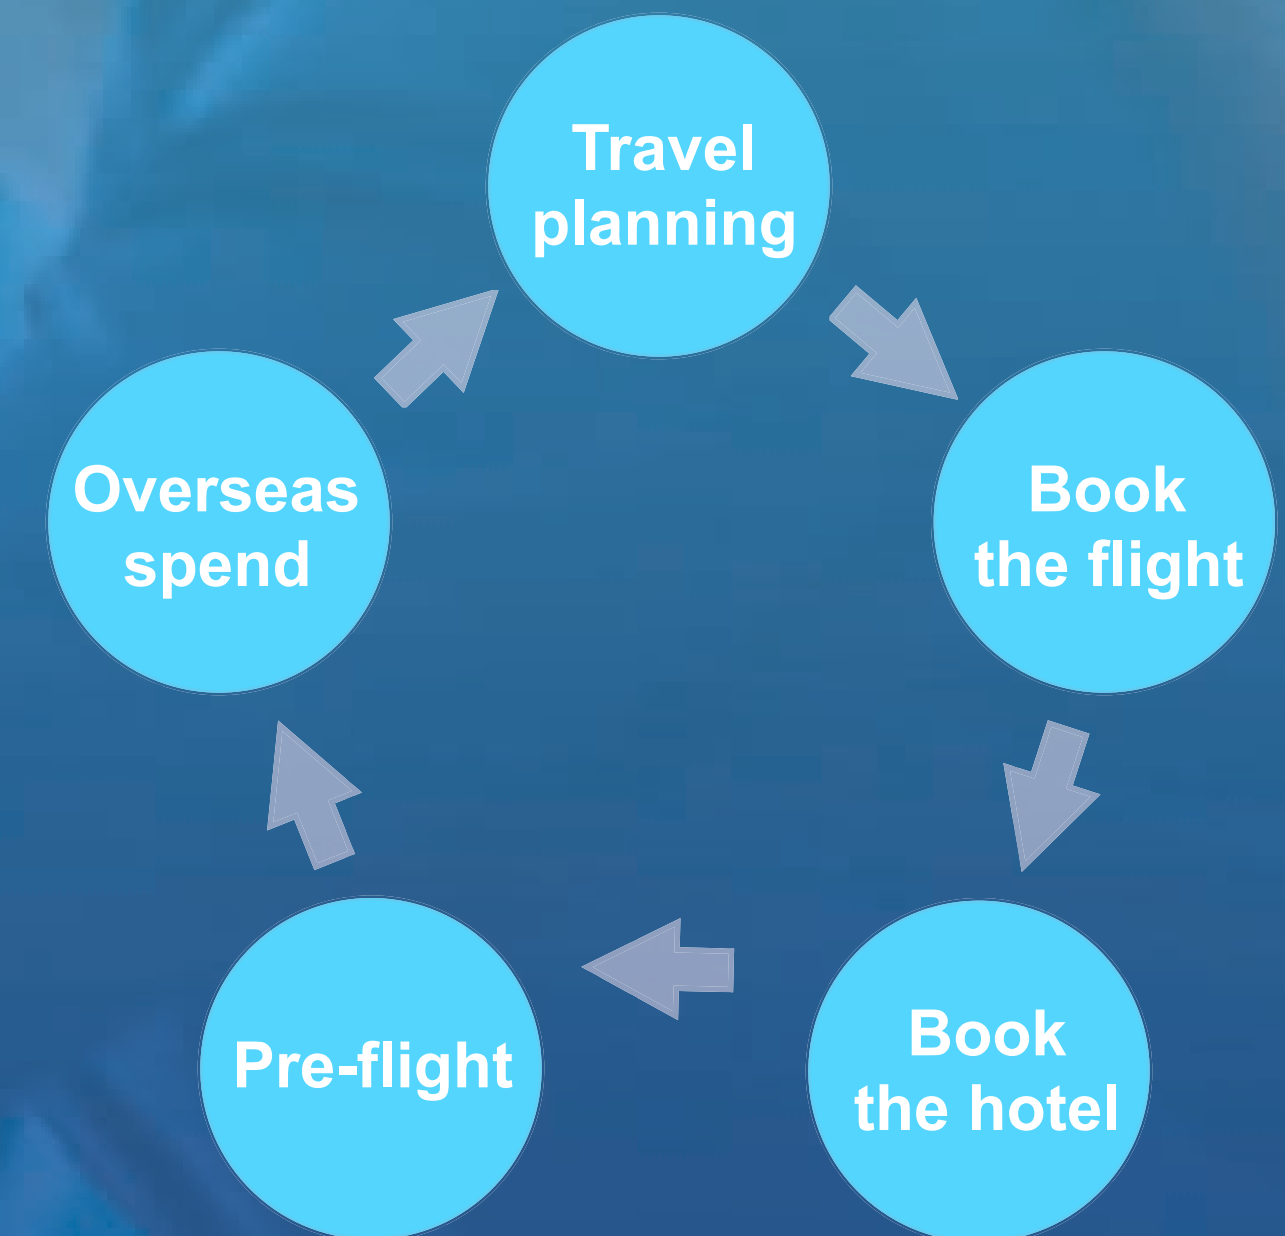 Travel
planning
Book
the flight
Book
the hotel
Pre-flight
Overseas
spend